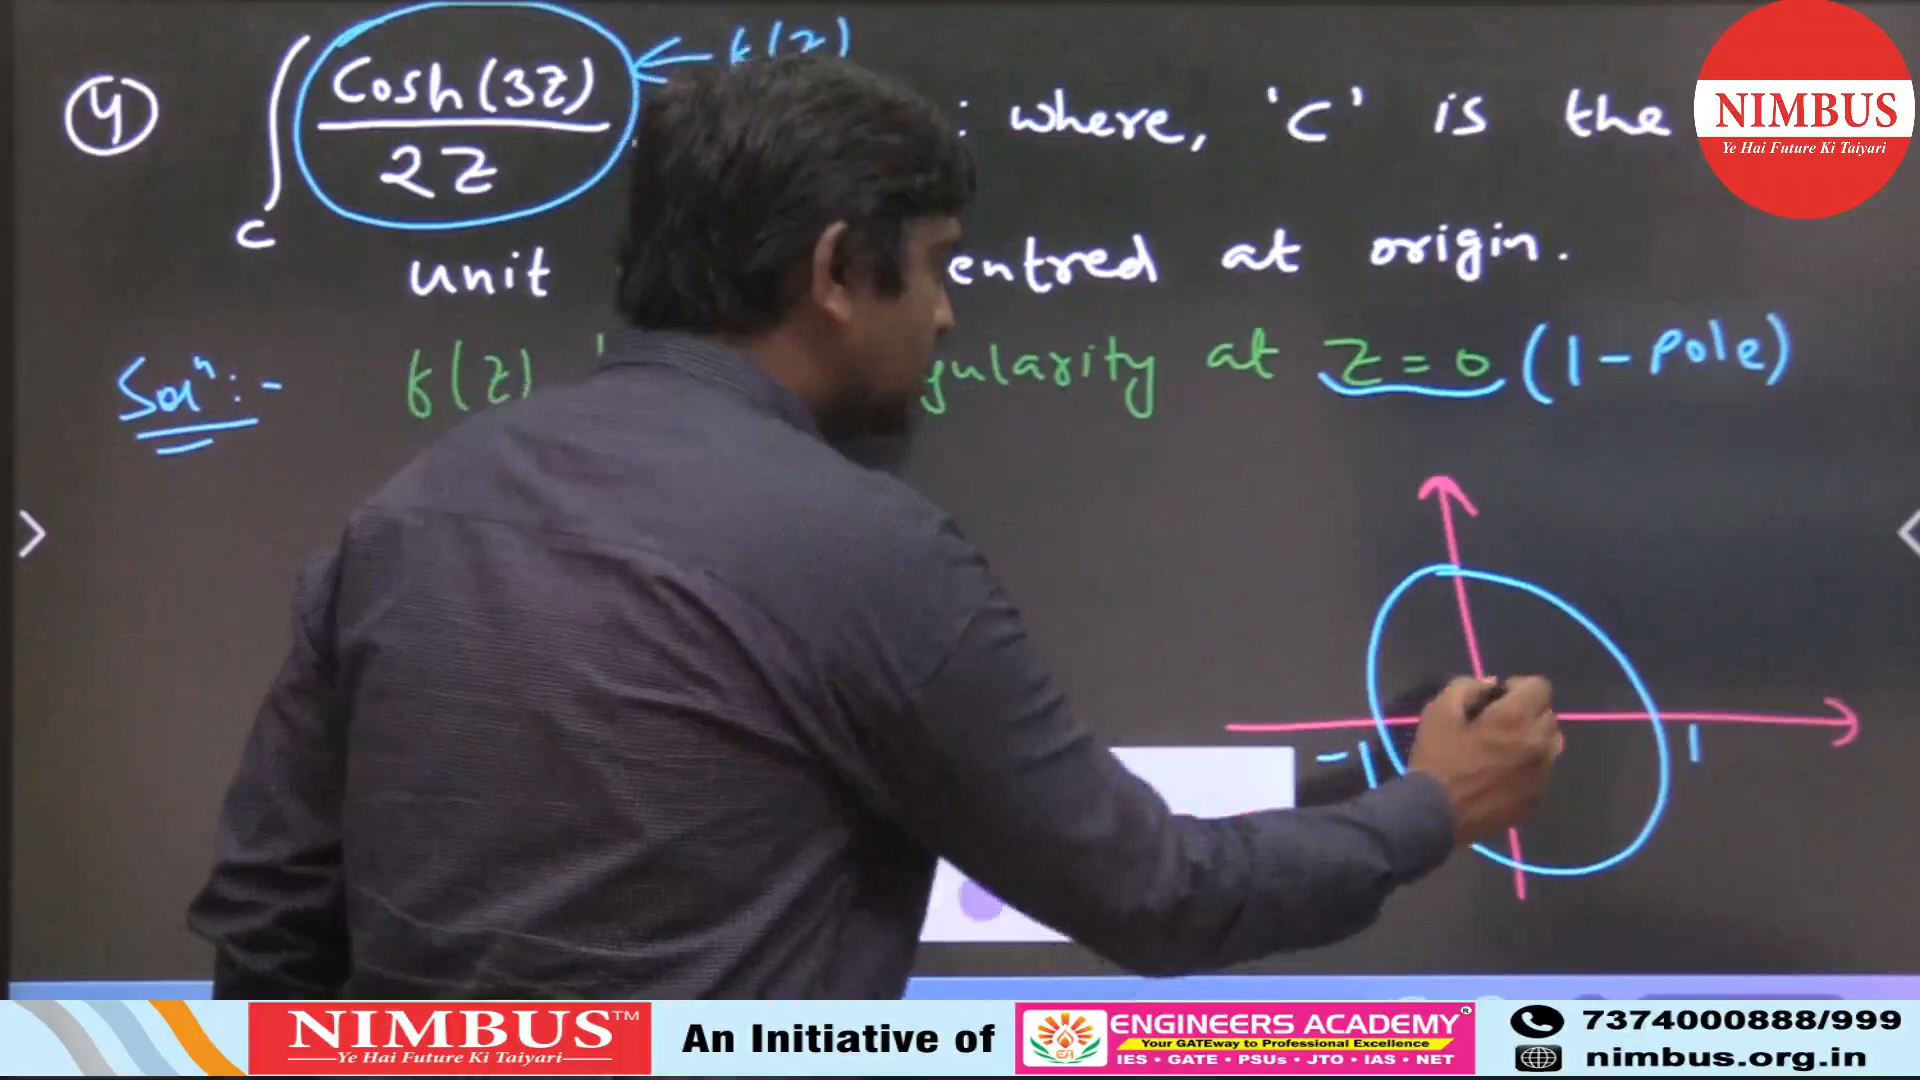 4 ∫ Cosh(3z) ← f(z) : where, 'c' is the
2z
c
unit entred at origin.
Soln:- f(z) gularity at z = 0 (1-pole)
-1 1
NIMBUS
Ye Hai Future Ki Taiyari
NIMBUS™
Ye Hai Future Ki Taiyari
An Initiative of
ENGINEERS ACADEMY®
Your GATEway to Professional Excellence
IES • GATE • PSUs • JTO • IAS • NET
7374000888/999
nimbus.org.in